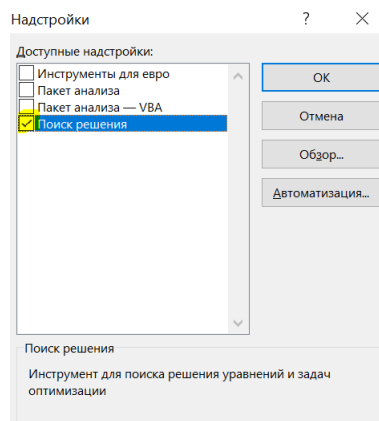 Надстройки ?
Доступные надстройки:
Инструменты для евро
Пакет анализа
Пакет анализа — VBA
Поиск решения
ОК
Отмена
Обзор...
Автоматизация...
Поиск решения
Инструмент для поиска решения уравнений и задач
оптимизации